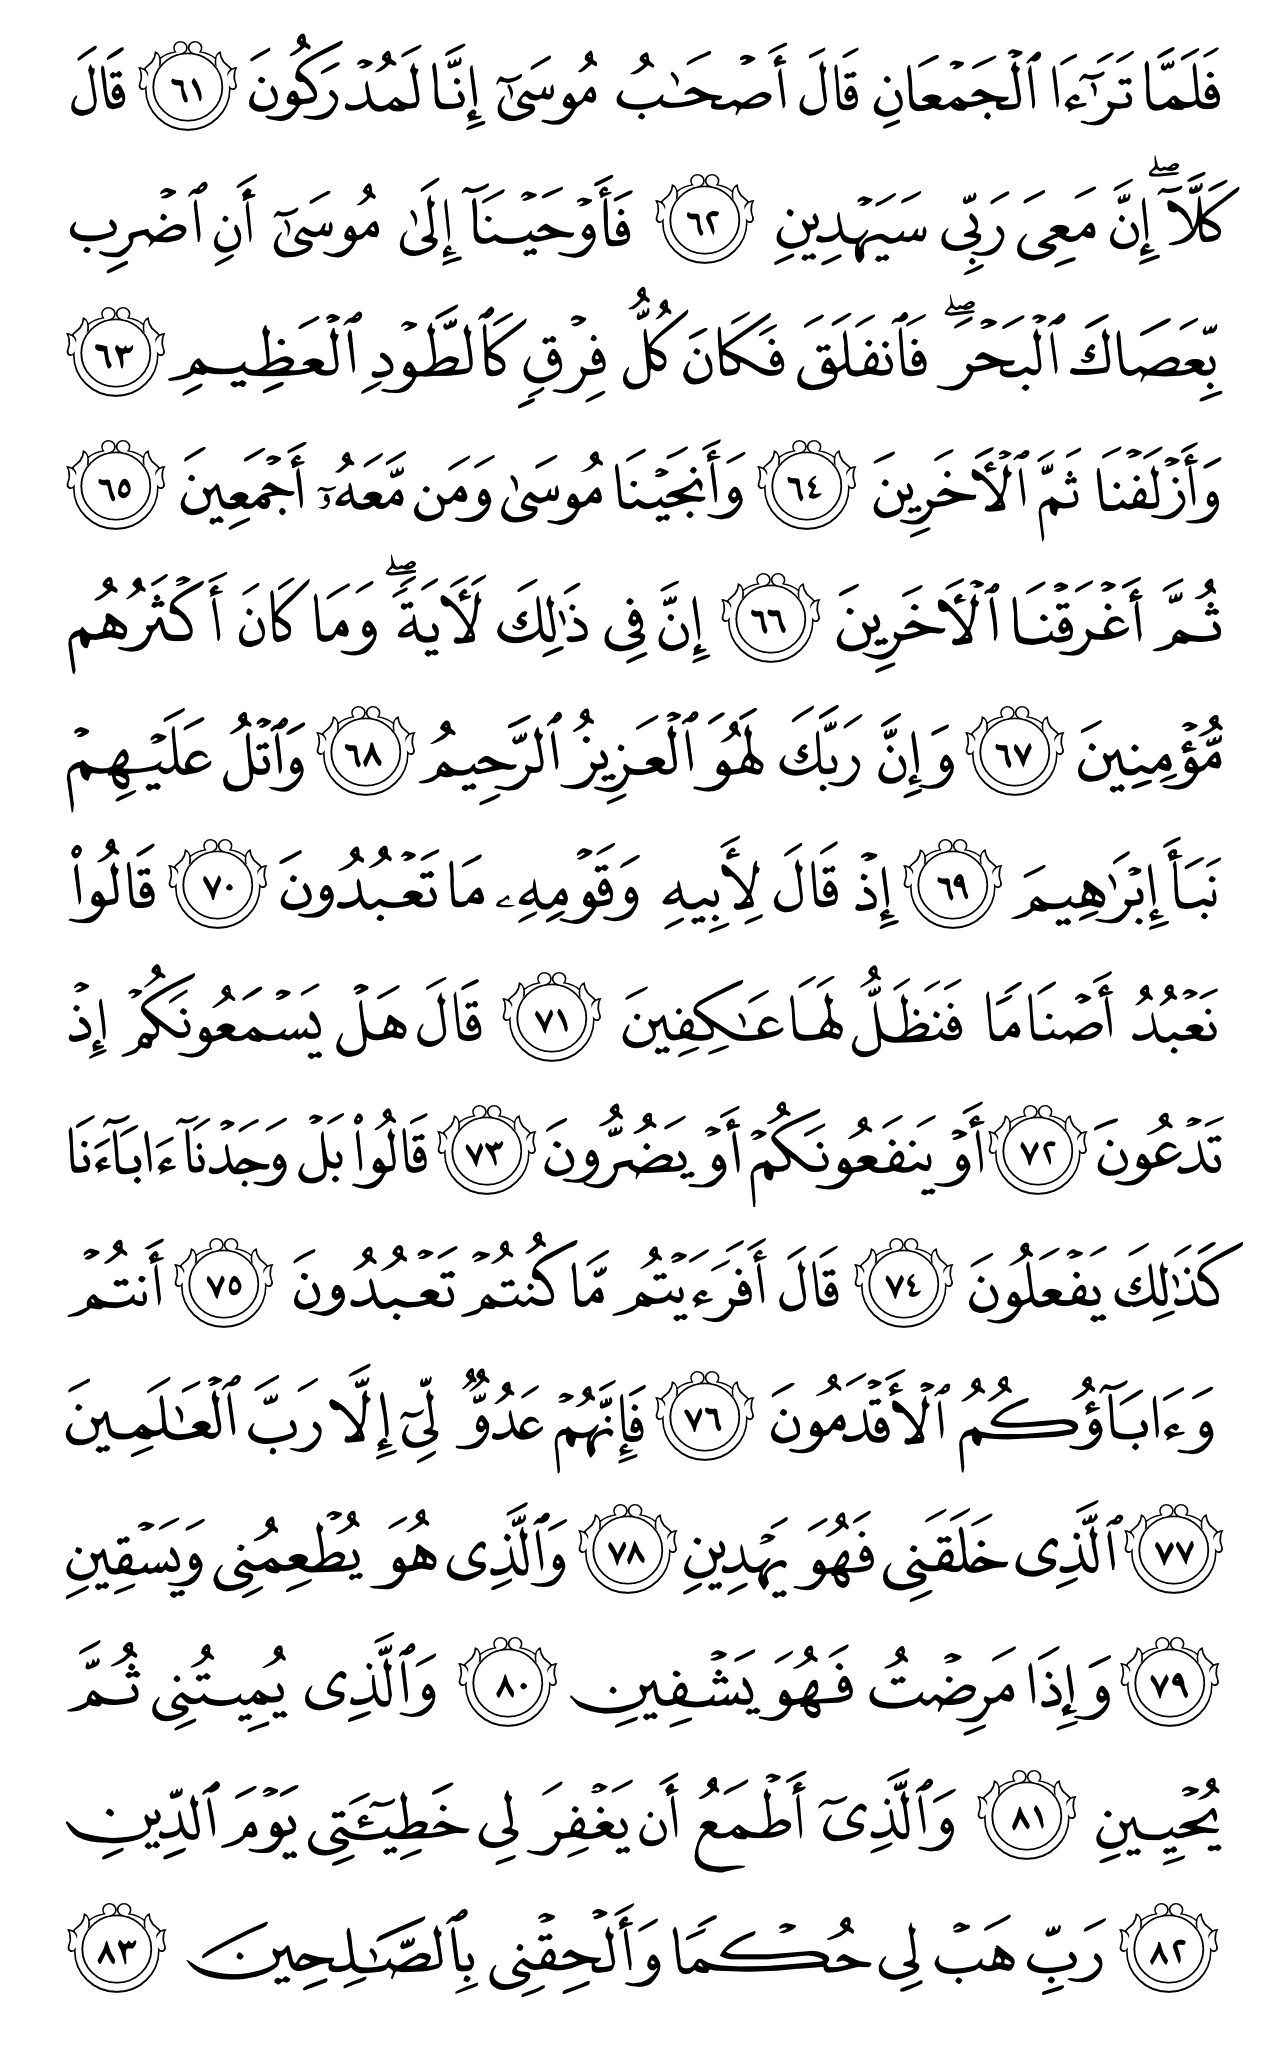 فَلَمَّا تَرَٰٓءَا ٱلْجَمْعَانِ قَالَ أَصْحَٰبُ مُوسَىٰٓ إِنَّا لَمُدْرَكُونَ ٦١ قَالَ
كَلَّآ ۖ إِنَّ مَعِىَ رَبِّى سَيَهْدِينِ ٦٢ فَأَوْحَيْنَآ إِلَىٰ مُوسَىٰٓ أَنِ ٱضْرِب
بِّعَصَاكَ ٱلْبَحْرَ ۖ فَٱنفَلَقَ فَكَانَ كُلُّ فِرْقٍ كَٱلطَّوْدِ ٱلْعَظِيمِ ٦٣
وَأَزْلَفْنَا ثَمَّ ٱلْأَخَرِينَ ٦٤ وَأَنجَيْنَا مُوسَىٰ وَمَن مَّعَهُۥٓ أَجْمَعِينَ ٦٥
ثُمَّ أَغْرَقْنَا ٱلْأَخَرِينَ ٦٦ إِنَّ فِى ذَٰلِكَ لَأَيَةً ۖ وَمَا كَانَ أَكْثَرُهُم
مُّؤْمِنِينَ ٦٧ وَإِنَّ رَبَّكَ لَهُوَ ٱلْعَزِيزُ ٱلرَّحِيمُ ٦٨ وَٱتْلُ عَلَيْهِمْ
نَبَأَ إِبْرَٰهِيمَ ٦٩ إِذْ قَالَ لِأَبِيهِ وَقَوْمِهِۦ مَا تَعْبُدُونَ ٧٠ قَالُوا۟
نَعْبُدُ أَصْنَامًا فَنَظَلُّ لَهَا عَٰكِفِينَ ٧١ قَالَ هَلْ يَسْمَعُونَكُمْ إِذْ
تَدْعُونَ ٧٢ أَوْ يَنفَعُونَكُمْ أَوْ يَضُرُّونَ ٧٣ قَالُوا۟ بَلْ وَجَدْنَآ ءَابَآءَنَا
كَذَٰلِكَ يَفْعَلُونَ ٧٤ قَالَ أَفَرَءَيْتُم مَّا كُنتُمْ تَعْبُدُونَ ٧٥ أَنتُمْ
وَءَابَآؤُكُمُ ٱلْأَقْدَمُونَ ٧٦ فَإِنَّهُمْ عَدُوٌّ لِّىٓ إِلَّا رَبَّ ٱلْعَٰلَمِينَ
٧٧ ٱلَّذِى خَلَقَنِى فَهُوَ يَهْدِينِ ٧٨ وَٱلَّذِى هُوَ يُطْعِمُنِى وَيَسْقِينِ
٧٩ وَإِذَا مَرِضْتُ فَهُوَ يَشْفِينِ ٨٠ وَٱلَّذِى يُمِيتُنِى ثُمَّ
يُحْيِينِ ٨١ وَٱلَّذِىٓ أَطْمَعُ أَن يَغْفِرَ لِى خَطِيٓـَٔتِى يَوْمَ ٱلدِّينِ
٨٢ رَبِّ هَبْ لِى حُكْمًا وَأَلْحِقْنِى بِٱلصَّٰلِحِينَ ٨٣